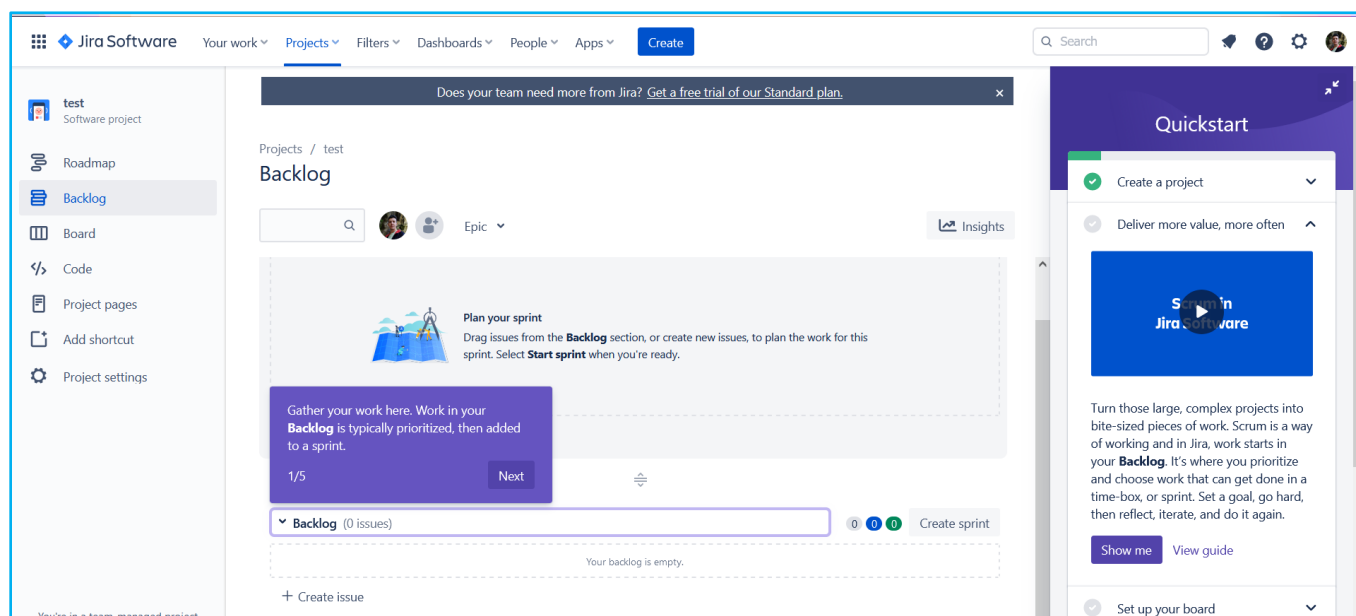 Jira Software
Your work
Projects
Filters
Dashboards
People
Apps
Create
Search
test
Software project
Roadmap
Backlog
Board
Code
Project pages
Add shortcut
Project settings
You're in a team-managed project
Does your team need more from Jira? Get a free trial of our Standard plan.
Projects / test
Backlog
Epic
Insights
Plan your sprint
Drag issues from the Backlog section, or create new issues, to plan the work for this
sprint. Select Start sprint when you're ready.
Gather your work here. Work in your
Backlog is typically prioritized, then added
to a sprint.
1/5
Next
Backlog (0 issues)
0 0 0
Create sprint
Your backlog is empty.
+ Create issue
Quickstart
Create a project
Deliver more value, more often
Scrum in
Jira Software
Turn those large, complex projects into
bite-sized pieces of work. Scrum is a way
of working and in Jira, work starts in
your Backlog. It's where you prioritize
and choose work that can get done in a
time-box, or sprint. Set a goal, go hard,
then reflect, iterate, and do it again.
Show me
View guide
Set up your board